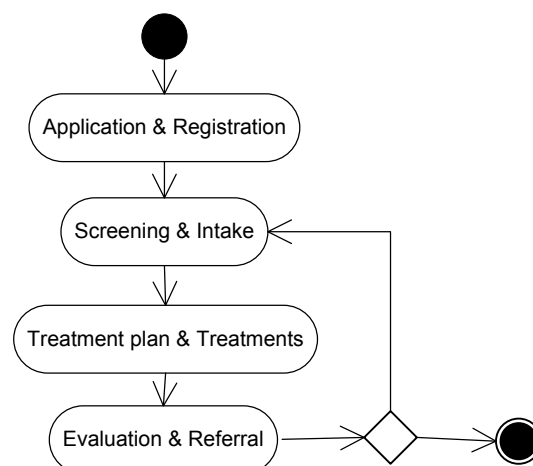 Application & Registration
Screening & Intake
Treatment plan & Treatments
Evaluation & Referral